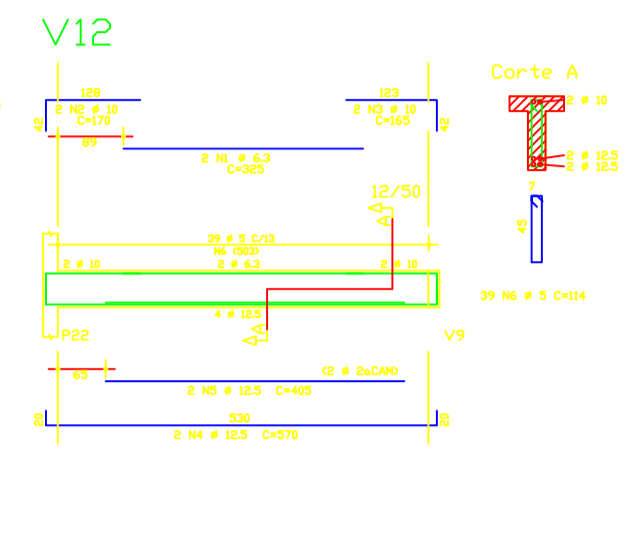 V12
Corte A
128
123
2 N2 ø 10
C=170
2 N3 ø 10
C=165
42
42
89
2 N1 ø 6.3
C=325
2 ø 10
2 ø 12.5
2 ø 12.5
7
45
39 N6 ø 5 C=114
12/50
A
39 ø 5 C/13
N6 (503)
2 ø 10
2 ø 6.3
2 ø 10
4 ø 12.5
A
P22
V9
65
(2 ø 2a.CAM)
2 N5 ø 12.5 C=405
20
530
20
2 N4 ø 12.5 C=570